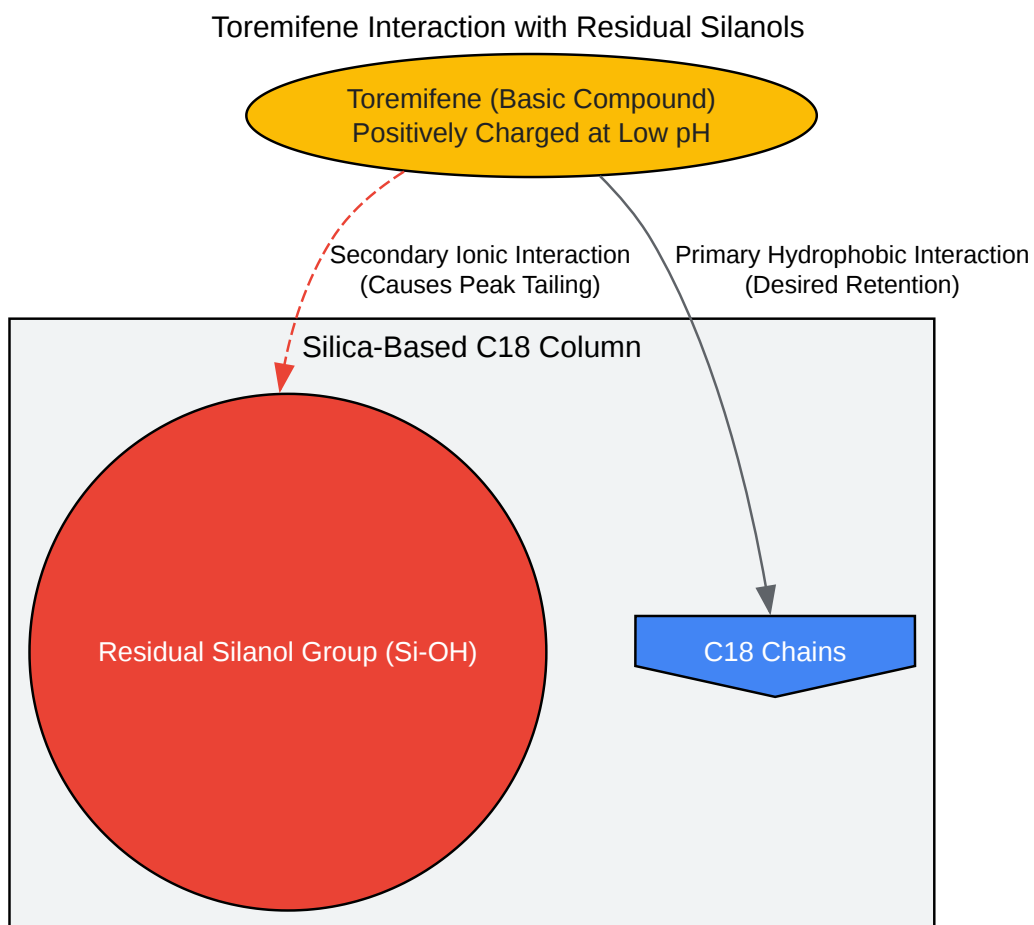 Toremifene Interaction with Residual Silanols
Toremifene (Basic Compound)
Positively Charged at Low pH
Secondary Ionic Interaction
(Causes Peak Tailing)
Primary Hydrophobic Interaction
(Desired Retention)
Silica-Based C18 Column
Residual Silanol Group (Si-OH)
C18 Chains